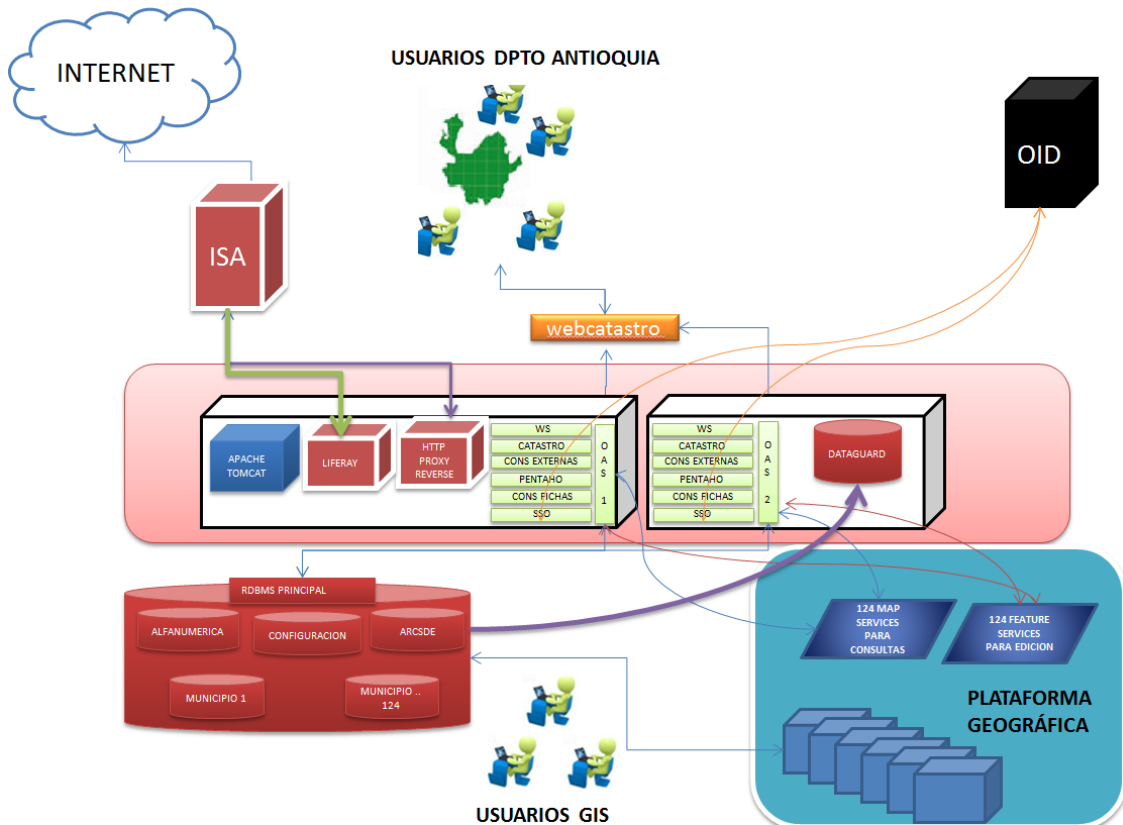 INTERNET
USUARIOS DPTO ANTIOQUIA
OID
ISA
webcatastro
APACHE
TOMCAT
LIFERAY
HTTP
PROXY
REVERSE
WS
CATASTRO
CONS EXTERNAS
PENTAHO
CONS FICHAS
SSO
O
A
S
1
WS
CATASTRO
CONS EXTERNAS
PENTAHO
CONS FICHAS
SSO
O
A
S
2
DATAGUARD
RDBMS PRINCIPAL
ALFANUMERICA
CONFIGURACION
ARCSDE
MUNICIPIO 1
MUNICIPIO ..
124
124 MAP
SERVICES
PARA
CONSULTAS
124 FEATURE
SERVICES
PARA EDICION
PLATAFORMA
GEOGRÁFICA
USUARIOS GIS